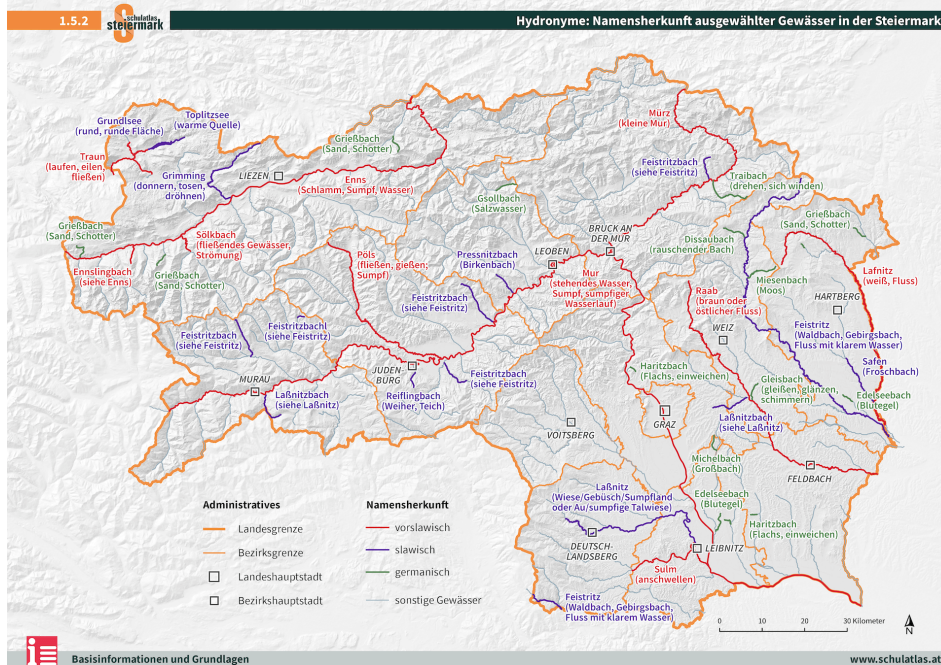 1.5.2
schulatlas
steiermark
Hydronyme: Namensherkunft ausgewählter Gewässer in der Steiermark
Grundlsee
(rund, runde Fläche)
Toplitzsee
(warme Quelle)
Traun
(laufen, eilen,
fließen)
Grimming
(donnern, tosen,
dröhnen)
LIEZEN
Grießbach
(Sand, Schotter)
Enns
(Schlamm, Sumpf, Wasser)
Mürz
(kleine Mur)
Feistritzbach
(siehe Feistritz)
Traibach
(drehen, sich winden)
Gsollbach
(Salzwasser)
Grießbach
(Sand, Schotter)
Grießbach
(Sand, Schotter)
Sölkbach
(fließendes Gewässer,
Strömung)
Ennslingbach
(siehe Enns)
Grießbach
(Sand, Schotter)
Pöls
(fließen, gießen;
Sumpf)
Pressnitzbach
(Birkenbach)
LEOBEN
BRUCK AN
DER MUR
Dissaubach
(rauschender Bach)
Mur
(stehendes Wasser,
Sumpf, sumpfiger
Wasserlauf)
Miesenbach
(Moos)
Lafnitz
(weiß, Fluss)
HARTBERG
Raab
(braun oder
östlicher Fluss)
Feistritzbach
(siehe Feistritz)
Feistritzbach
(siehe Feistritz)
Feistritzbachl
(siehe Feistritz)
WEIZ
Feistritz
(Waldbach, Gebirgsbach,
Fluss mit klarem Wasser)
Safen
(Froschbach)
MURAU
JUDEN-
BURG
Feistritzbach
(siehe Feistritz)
Haritzbach
(Flachs, einweichen)
Gleisbach
(gleißen, glänzen,
schimmern)
Edelseebach
(Blutegel)
Laßnitzbach
(siehe Laßnitz)
Reiflingbach
(Weiher, Teich)
Laßnitzbach
(siehe Laßnitz)
GRAZ
VOITSBERG
Michelbach
(Großbach)
FELDBACH
Laßnitz
(Wiese/Gebüsch/Sumpfland
oder Au/sumpfige Talwiese)
Edelseebach
(Blutegel)
Haritzbach
(Flachs, einweichen)
DEUTSCH-
LANDSBERG
LEIBNITZ
Sulm
(anschwellen)
Feistritz
(Waldbach, Gebirgsbach,
Fluss mit klarem Wasser)
Administratives
Landesgrenze
Bezirksgrenze
Landeshauptstadt
Bezirkshauptstadt
Namensherkunft
vorslawisch
slawisch
germanisch
sonstige Gewässer
0 10 20 30 Kilometer
N
Basisinformationen und Grundlagen
www.schulatlas.at